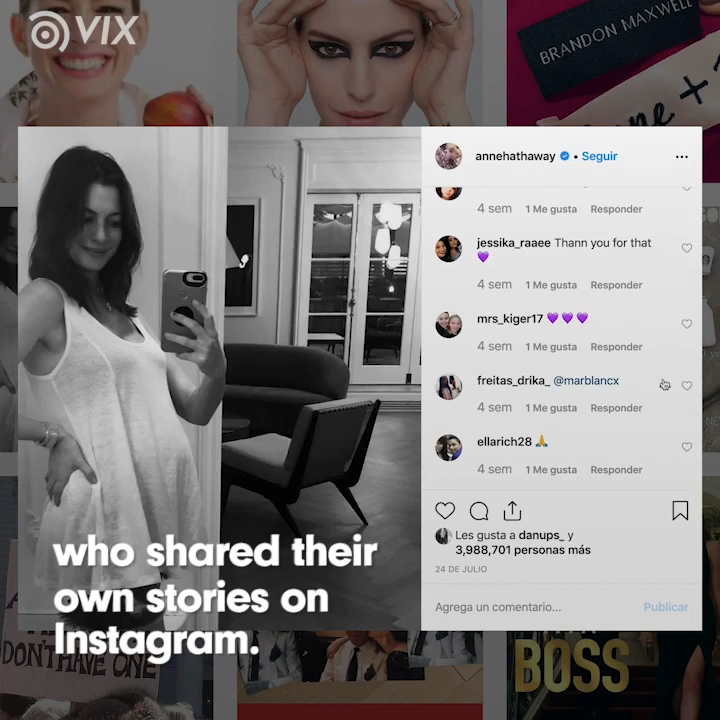 VIX
BRANDON MAXWELL
annehathaway • Seguir
4 sem 1 Me gusta Responder
jessika_raaee Thann you for that
💜
4 sem 1 Me gusta Responder
mrs_kiger17 💜💜💜
4 sem 1 Me gusta Responder
freitas_drika_ @marblancx
4 sem 1 Me gusta Responder
ellarich28 🙏
4 sem 1 Me gusta Responder
Les gusta a danups_ y
3,988,701 personas más
24 DE JULIO
Agrega un comentario... Publicar
who shared their
own stories on
Instagram.
DON'T HAVE ONE
BOSS